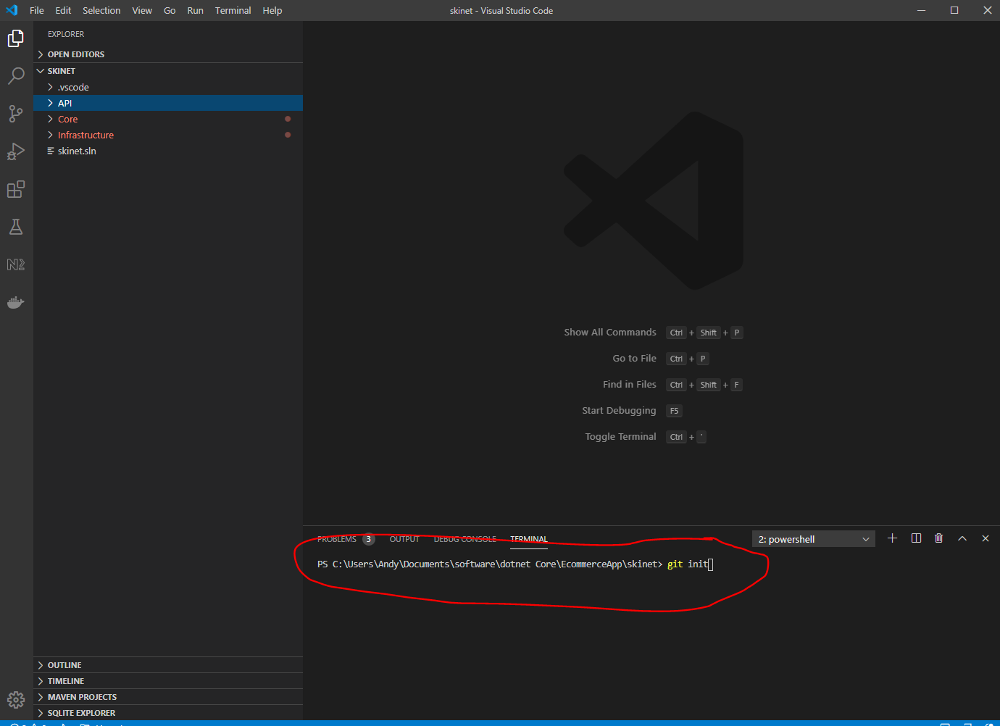 File Edit Selection View Go Run Terminal Help
skinet - Visual Studio Code
EXPLORER
OPEN EDITORS
SKINET
.vscode
API
Core
Infrastructure
skinet.sln
Show All Commands Ctrl + Shift + P
Go to File Ctrl + P
Find in Files Ctrl + Shift + F
Start Debugging F5
Toggle Terminal Ctrl + `
PROBLEMS 3 OUTPUT DEBUG CONSOLE TERMINAL
2: powershell
PS C:\Users\Andy\Documents\software\dotnet Core\EcommerceApp\skinet> git init
OUTLINE
TIMELINE
MAVEN PROJECTS
SQLITE EXPLORER